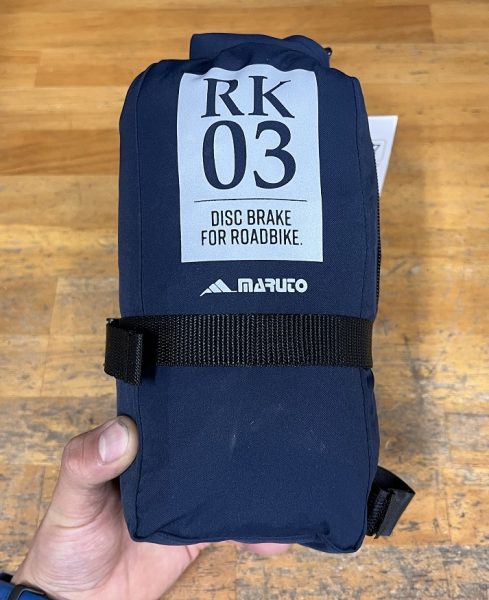 RK
03
DISC BRAKE
FOR ROADBIKE.
MARUTO